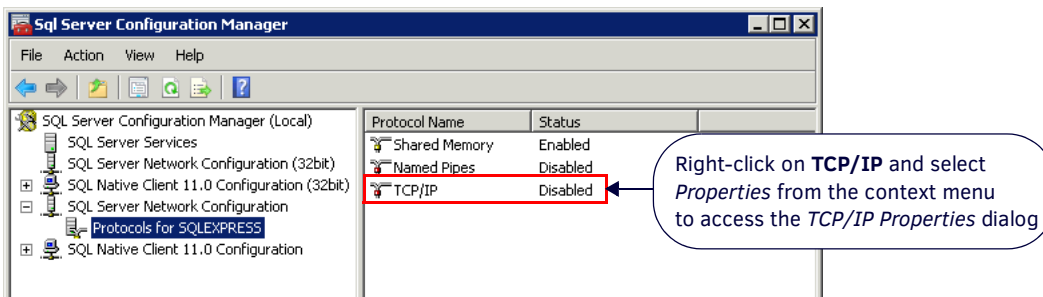 Sql Server Configuration Manager
File Action View Help
SQL Server Configuration Manager (Local)
SQL Server Services
SQL Server Network Configuration (32bit)
SQL Native Client 11.0 Configuration (32bit)
SQL Server Network Configuration
Protocols for SQLEXPRESS
SQL Native Client 11.0 Configuration
Protocol Name Status
Shared Memory Enabled
Named Pipes Disabled
TCP/IP Disabled
Right-click on TCP/IP and select
Properties from the context menu
to access the TCP/IP Properties dialog